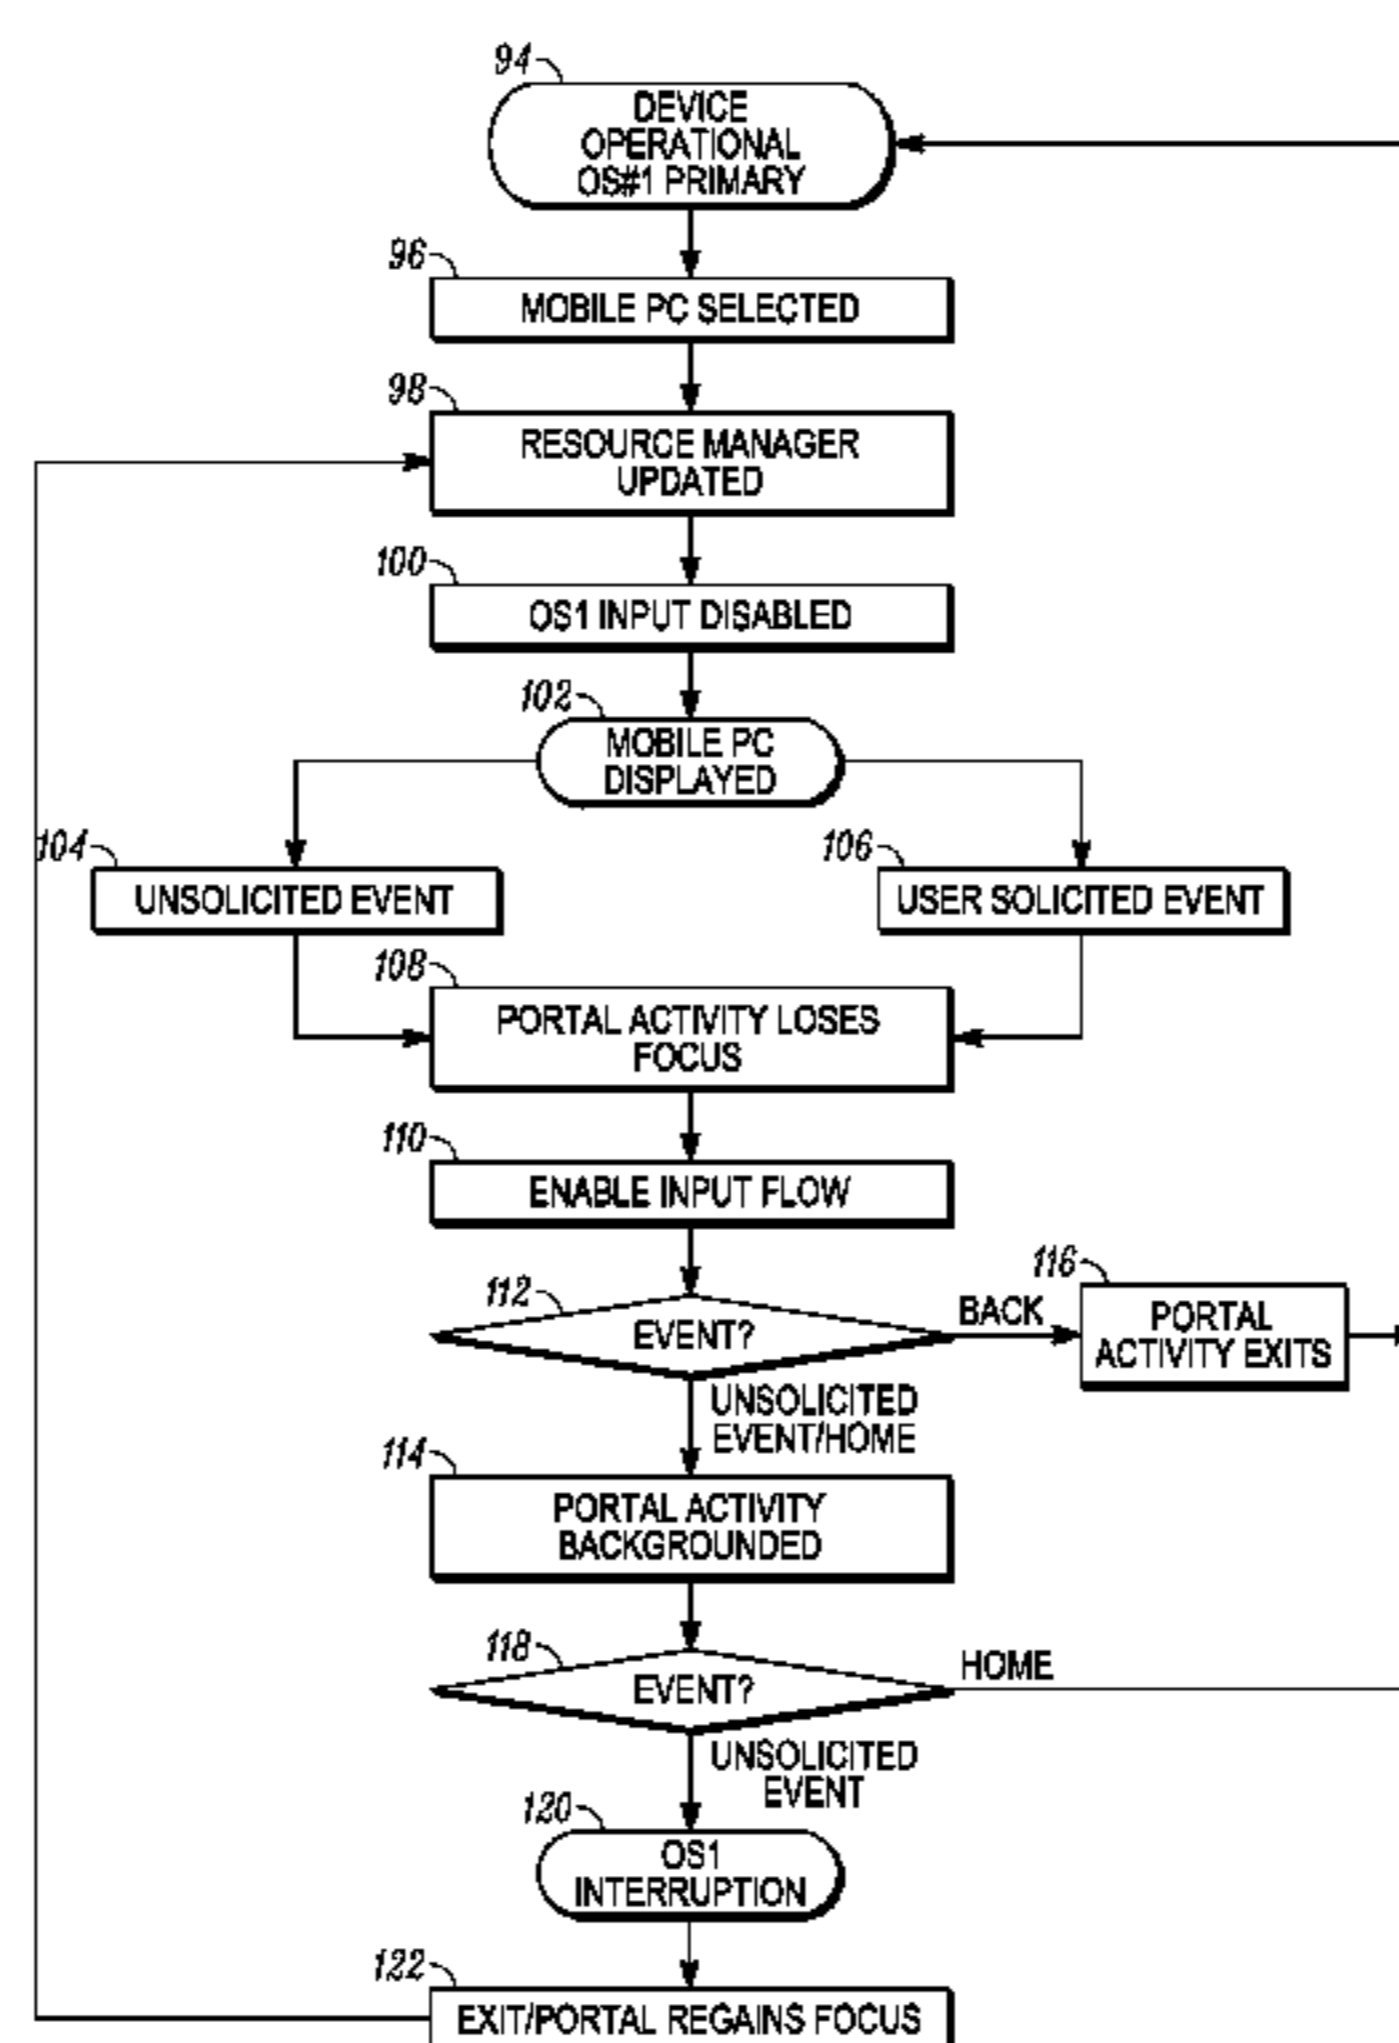 94
DEVICE
OPERATIONAL
OS#1 PRIMARY
96
MOBILE PC SELECTED
98
RESOURCE MANAGER
UPDATED
100
OS1 INPUT DISABLED
102
MOBILE PC
DISPLAYED
104
UNSOLICITED EVENT
106
USER SOLICITED EVENT
108
PORTAL ACTIVITY LOSES
FOCUS
110
ENABLE INPUT FLOW
112
EVENT?
BACK
116
PORTAL
ACTIVITY EXITS
UNSOLICITED
EVENT/HOME
114
PORTAL ACTIVITY
BACKGROUNDED
118
EVENT?
HOME
UNSOLICITED
EVENT
120
OS1
INTERRUPTION
122
EXIT/PORTAL REGAINS FOCUS